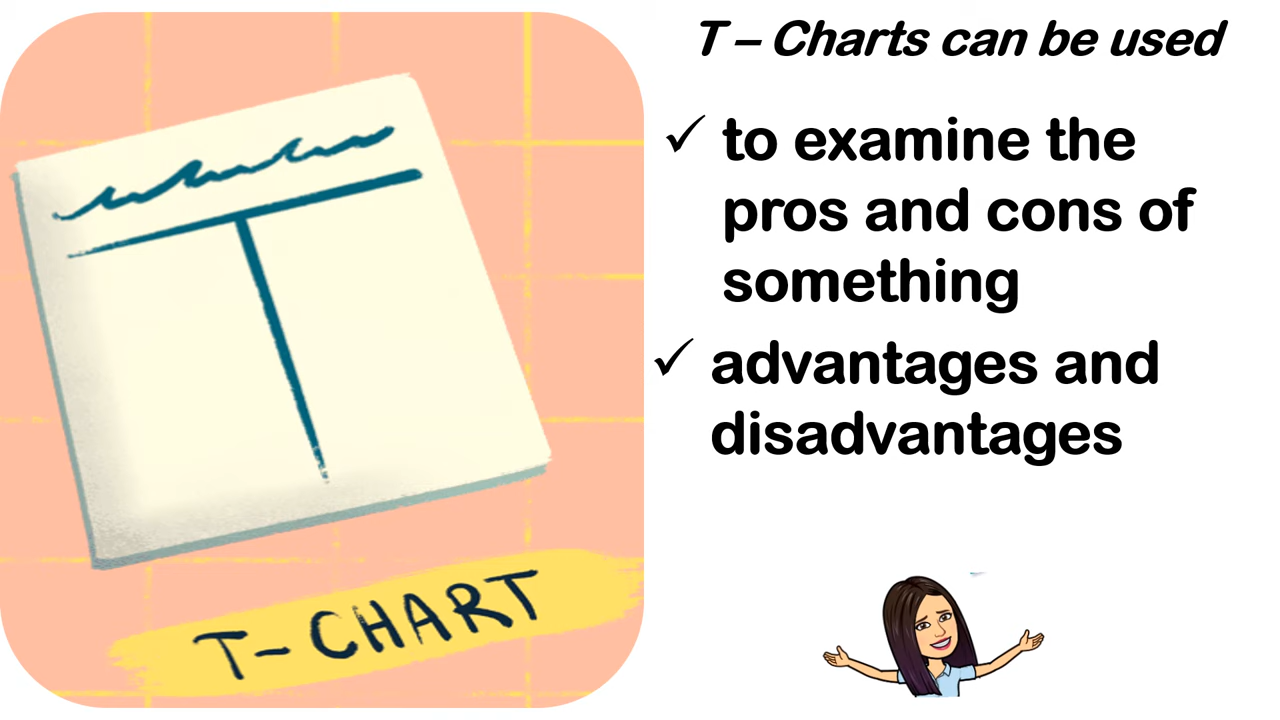 T – Charts can be used
✓ to examine the
pros and cons of
something
✓ advantages and
disadvantages
T
T-CHART